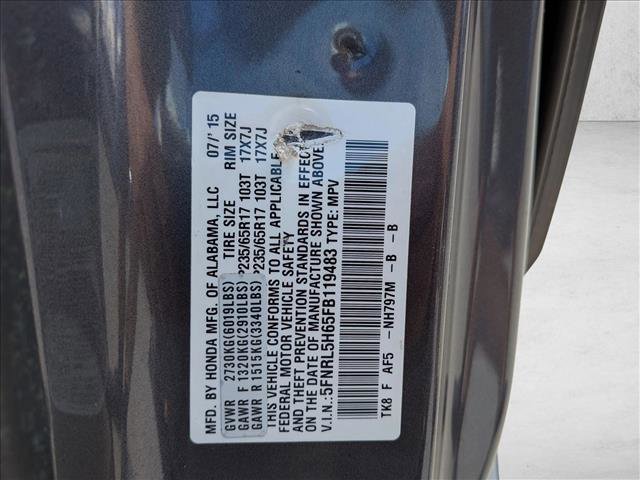 MFD. BY HONDA MFG. OF ALABAMA, LLC 07/'15
GVWR 2730KG(6019LBS) TIRE SIZE RIM SIZE
GAWR F 1320KG(2910LBS) P235/65R17 103T 17X7J
GAWR R 1515KG(3340LBS) P235/65R17 103T 17X7J
THIS VEHICLE CONFORMS TO ALL APPLICABLE
FEDERAL MOTOR VEHICLE SAFETY
AND THEFT PREVENTION STANDARDS IN EFFECT
ON THE DATE OF MANUFACTURE SHOWN ABOVE.
V.I.N.:5FNRL5H65FB119483 TYPE: MPV
TK8 F AF5 -NH797M -B -B